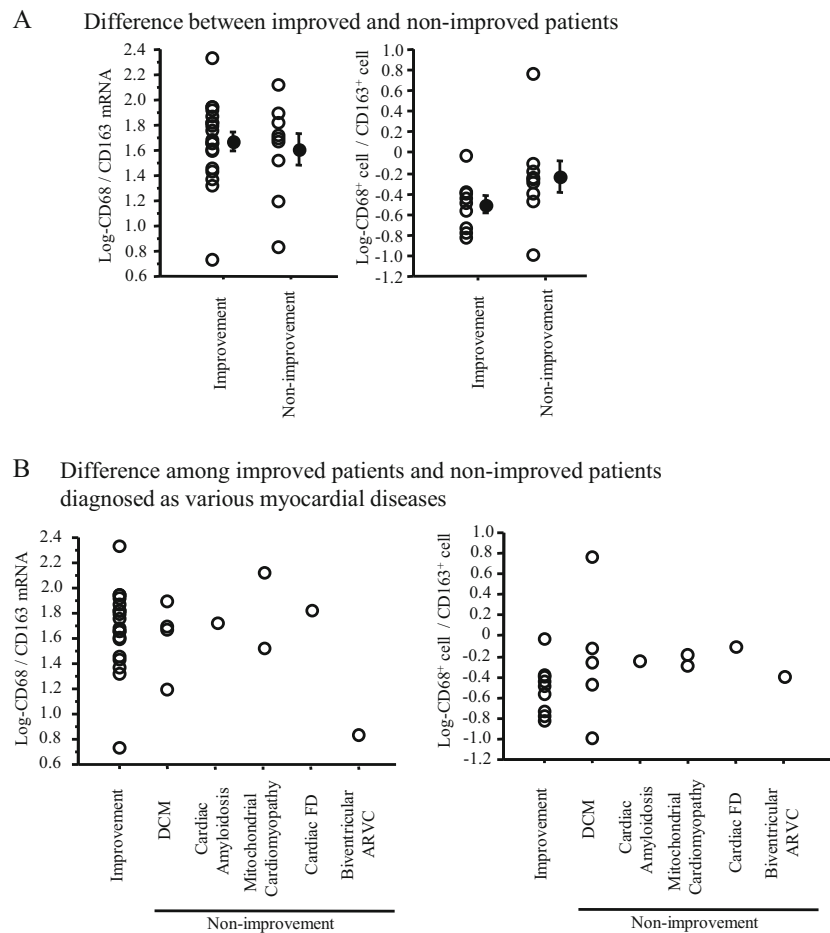 A Difference between improved and non-improved patients
Log-CD68 / CD163 mRNA
2.4
2.2
2.0
1.8
1.6
1.4
1.2
1.0
0.8
0.6
Improvement
Non-improvement
Log-CD68⁺ cell / CD163⁺ cell
1.0
0.8
0.6
0.4
0.2
0
-0.2
-0.4
-0.6
-0.8
-1.0
-1.2
Improvement
Non-improvement
B Difference among improved patients and non-improved patients
diagnosed as various myocardial diseases
Log-CD68 / CD163 mRNA
2.4
2.2
2.0
1.8
1.6
1.4
1.2
1.0
0.8
0.6
Improvement
DCM
Cardiac
Amyloidosis
Mitochondrial
Cardiomyopathy
Cardiac FD
Biventricular
ARVC
Non-improvement
Log-CD68⁺ cell / CD163⁺ cell
1.0
0.8
0.6
0.4
0.2
0
-0.2
-0.4
-0.6
-0.8
-1.0
-1.2
Improvement
DCM
Cardiac
Amyloidosis
Mitochondrial
Cardiomyopathy
Cardiac FD
Biventricular
ARVC
Non-improvement